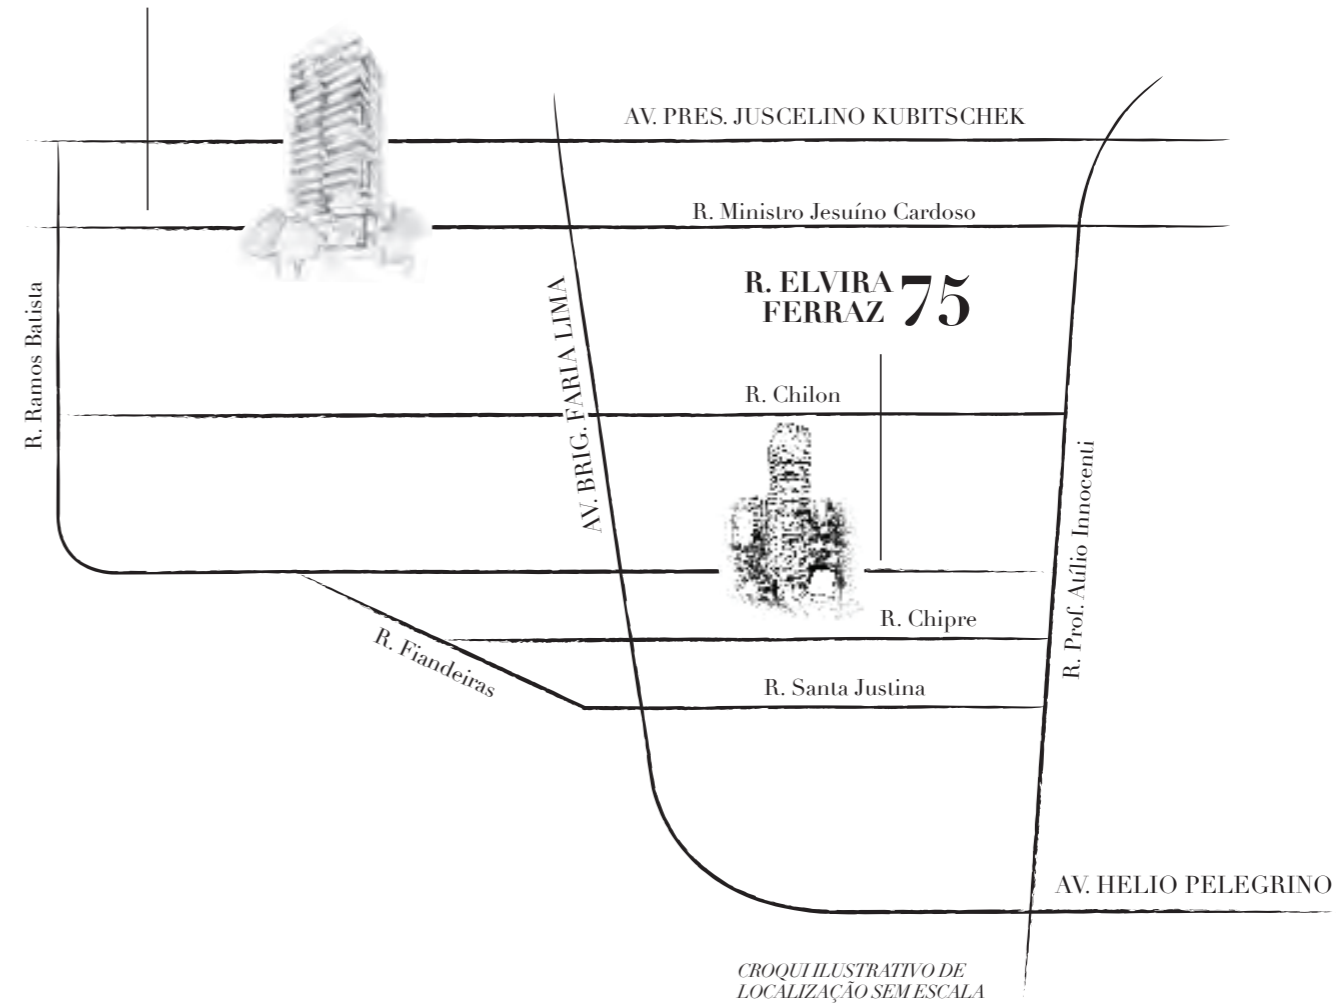 AV. PRES. JUSCELINO KUBITSCHEK
R. Ministro Jesuíno Cardoso
R. ELVIRA
FERRAZ 75
R. Ramos Batista
AV. BRIG. FARIA LIMA
R. Chilon
R. Prof. Atílio Innocenti
R. Chipre
R. Fiandeiras
R. Santa Justina
AV. HELIO PELEGRINO
CROQUI ILUSTRATIVO DE
LOCALIZAÇÃO SEM ESCALA